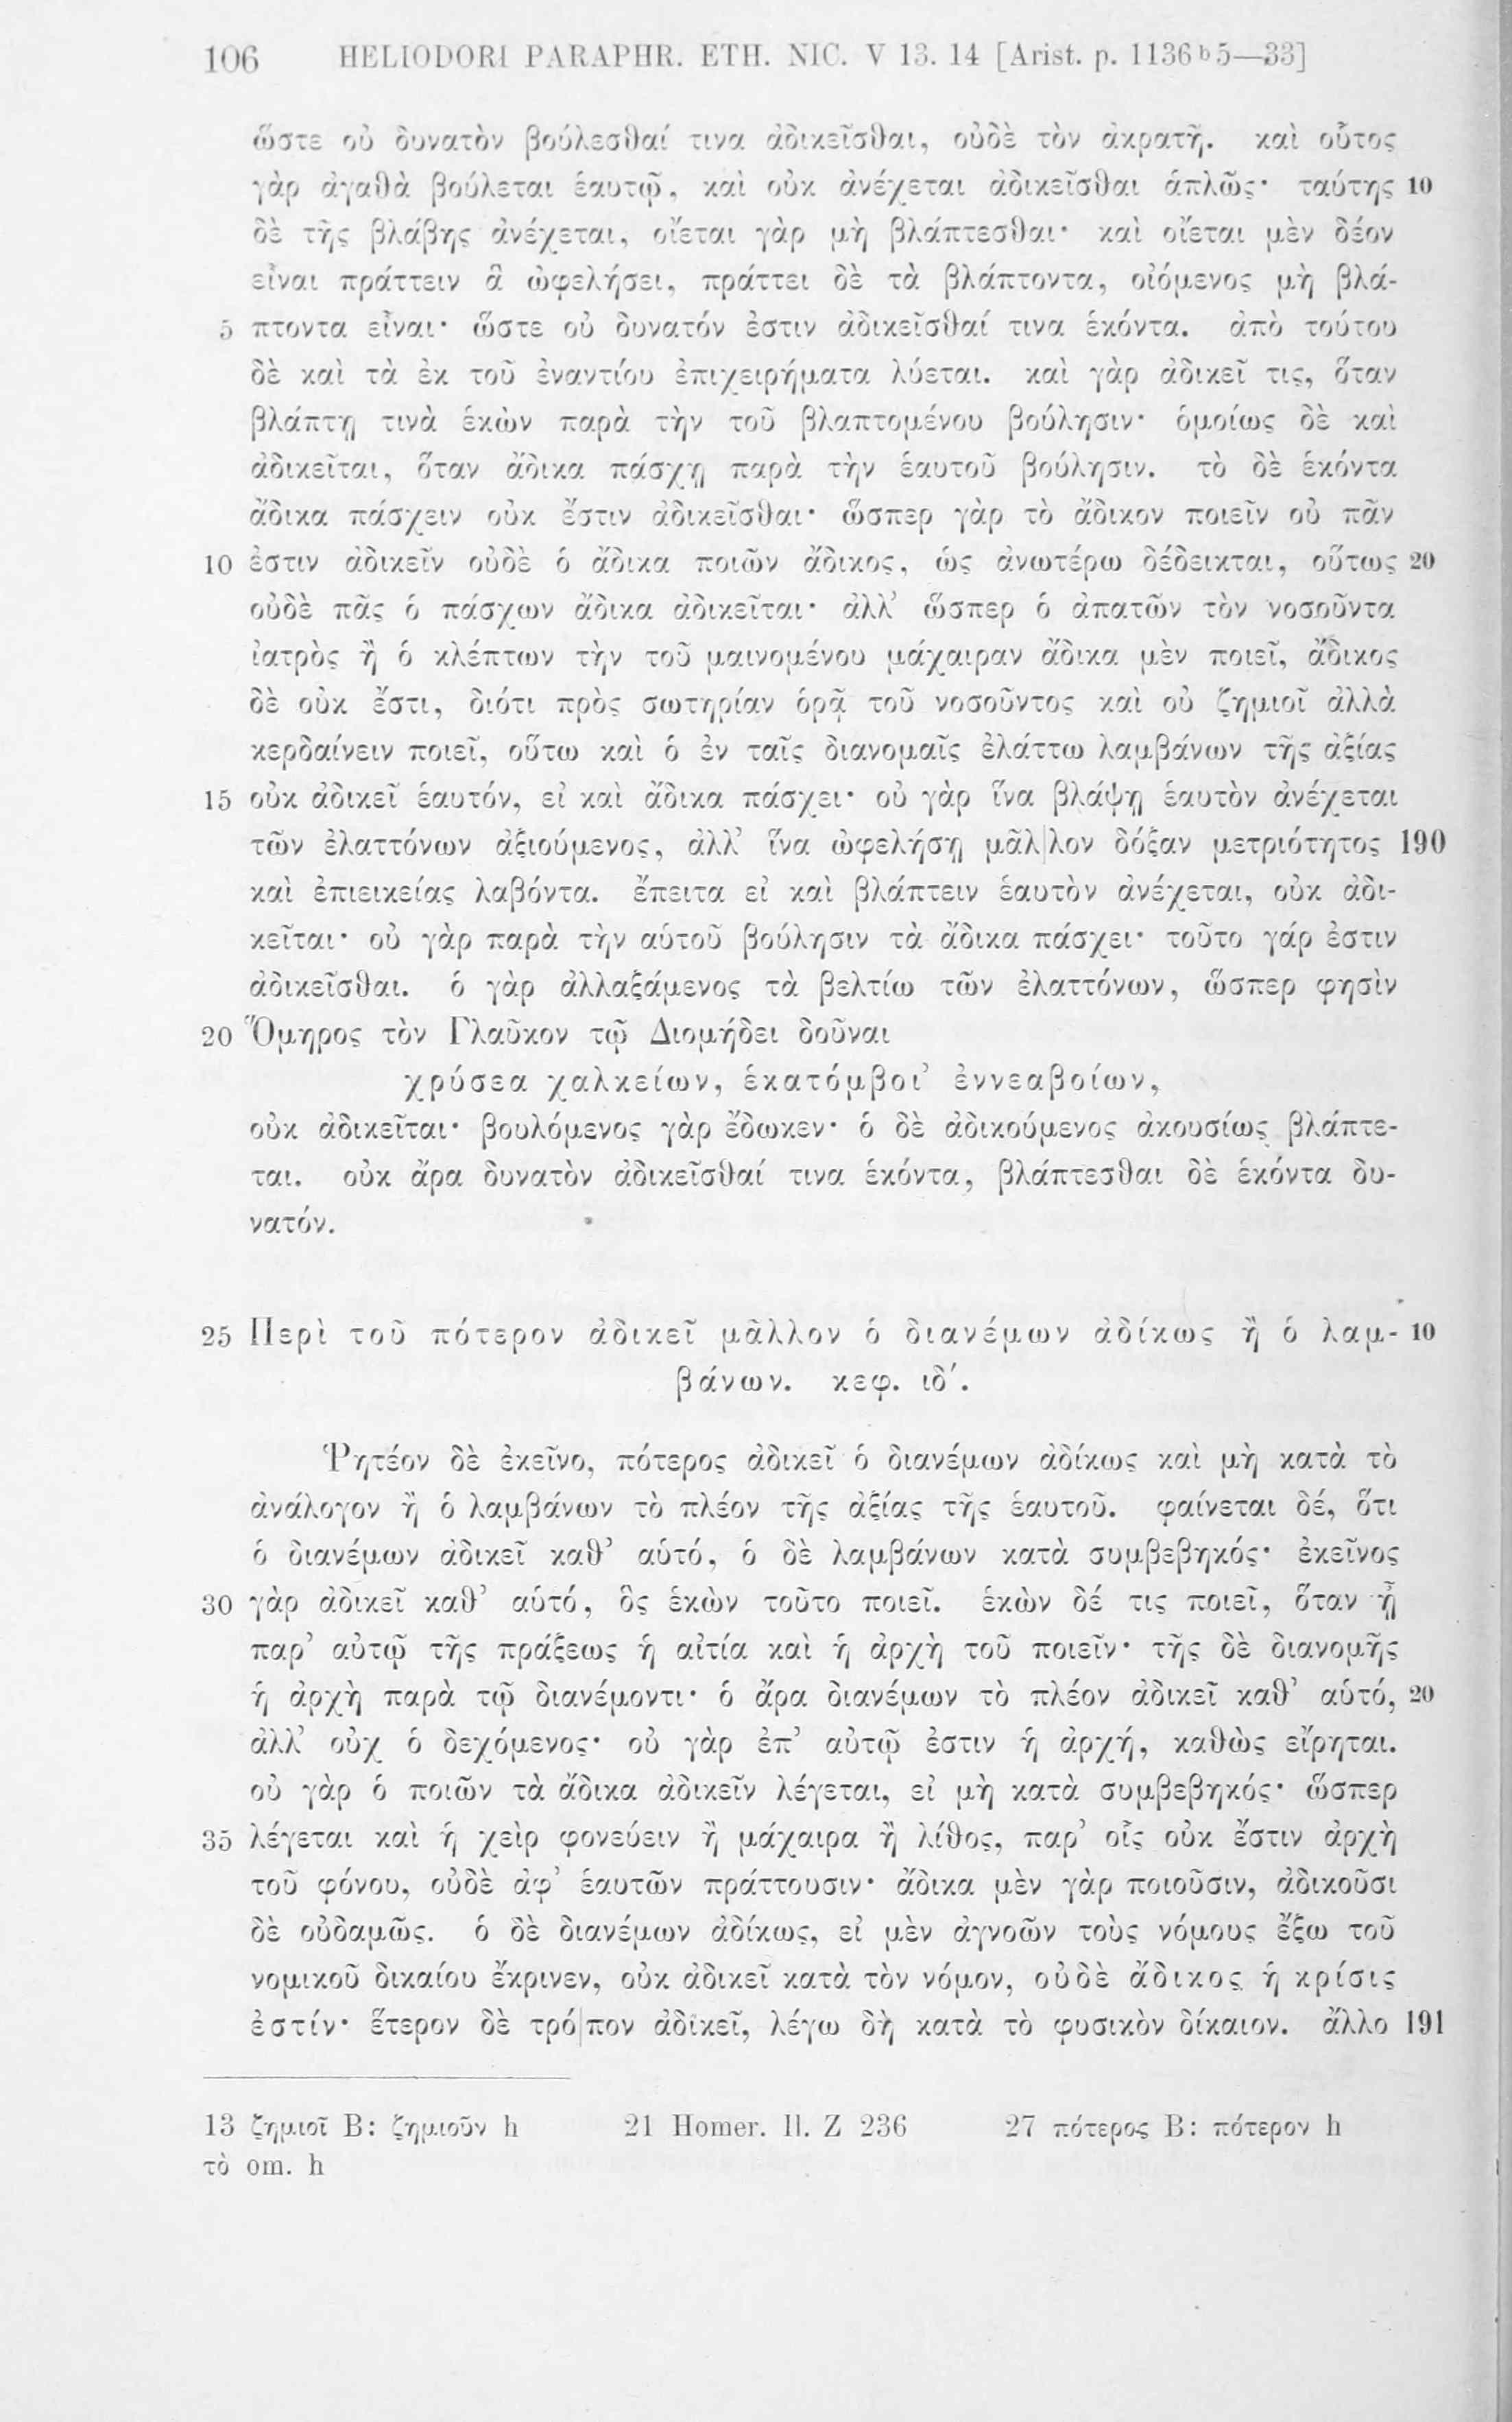 106 HELIODORI PARAPHR. ETH. NIC. V 13. 14 [Arist. p. 1136 b 5—33]
ὥστε οὐ δυνατὸν βούλεσθαί τινα ἀδικεῖσθαι, οὐδὲ τὸν ἀκρατῆ. καὶ οὗτος
γὰρ ἀγαθὰ βούλεται ἑαυτῷ, καὶ οὐκ ἀνέχεται ἀδικεῖσθαι ἁπλῶς· ταύτης 10
δὲ τῆς βλάβης ἀνέχεται, οἴεται γὰρ μὴ βλάπτεσθαι· καὶ οἴεται μὲν δέον
εἶναι πράττειν ἃ ὠφελήσει, πράττει δὲ τὰ βλάπτοντα, οἰόμενος μὴ βλά-
5 πτοντα εἶναι· ὥστε οὐ δυνατόν ἐστιν ἀδικεῖσθαί τινα ἑκόντα. ἀπὸ τούτου
δὲ καὶ τὰ ἐκ τοῦ ἐναντίου ἐπιχειρήματα λύεται. καὶ γὰρ ἀδικεῖ τις, ὅταν
βλάπτῃ τινὰ ἑκὼν παρὰ τὴν τοῦ βλαπτομένου βούλησιν· ὁμοίως δὲ καὶ
ἀδικεῖται, ὅταν ἄδικα πάσχῃ παρὰ τὴν ἑαυτοῦ βούλησιν. τὸ δὲ ἑκόντα
ἄδικα πάσχειν οὐκ ἔστιν ἀδικεῖσθαι· ὥσπερ γὰρ τὸ ἄδικον ποιεῖν οὐ πᾶν
10 ἐστιν ἀδικεῖν οὐδὲ ὁ ἄδικα ποιῶν ἄδικος, ὡς ἀνωτέρω δέδεικται, οὕτως 20
οὐδὲ πᾶς ὁ πάσχων ἄδικα ἀδικεῖται· ἀλλ’ ὥσπερ ὁ ἀπατῶν τὸν νοσοῦντα
ἰατρὸς ἢ ὁ κλέπτων τὴν τοῦ μαινομένου μάχαιραν ἄδικα μὲν ποιεῖ, ἄδικος
δὲ οὐκ ἔστι, διότι πρὸς σωτηρίαν ὁρᾷ τοῦ νοσοῦντος καὶ οὐ ζημιοῖ ἀλλὰ
κερδαίνειν ποιεῖ, οὕτω καὶ ὁ ἐν ταῖς διανομαῖς ἐλάττω λαμβάνων τῆς ἀξίας
15 οὐκ ἀδικεῖ ἑαυτόν, εἰ καὶ ἄδικα πάσχει· οὐ γὰρ ἵνα βλάψῃ ἑαυτὸν ἀνέχεται
τῶν ἐλαττόνων ἀξιούμενος, ἀλλ’ ἵνα ὠφελήσῃ μᾶλ|λον δόξαν μετριότητος 190
καὶ ἐπιεικείας λαβόντα. ἔπειτα εἰ καὶ βλάπτειν ἑαυτὸν ἀνέχεται, οὐκ ἀδι-
κεῖται· οὐ γὰρ παρὰ τὴν αὑτοῦ βούλησιν τὰ ἄδικα πάσχει· τοῦτο γάρ ἐστιν
ἀδικεῖσθαι. ὁ γὰρ ἀλλαξάμενος τὰ βελτίω τῶν ἐλαττόνων, ὥσπερ φησὶν
20 Ὅμηρος τὸν Γλαῦκον τῷ Διομήδει δοῦναι
χρύσεα χαλκείων, ἑκατόμβοι’ ἐννεαβοίων,
οὐκ ἀδικεῖται· βουλόμενος γὰρ ἔδωκεν· ὁ δὲ ἀδικούμενος ἀκουσίως βλάπτε-
ται. οὐκ ἄρα δυνατὸν ἀδικεῖσθαί τινα ἑκόντα, βλάπτεσθαι δὲ ἑκόντα δυ-
νατόν.
25 Περὶ τοῦ πότερον ἀδικεῖ μᾶλλον ὁ διανέμων ἀδίκως ἢ ὁ λαμ- 10
βάνων. κεφ. ιδ′.
Ῥητέον δὲ ἐκεῖνο, πότερος ἀδικεῖ ὁ διανέμων ἀδίκως καὶ μὴ κατὰ τὸ
ἀνάλογον ἢ ὁ λαμβάνων τὸ πλέον τῆς ἀξίας τῆς ἑαυτοῦ. φαίνεται δέ, ὅτι
ὁ διανέμων ἀδικεῖ καθ’ αὑτό, ὁ δὲ λαμβάνων κατὰ συμβεβηκός· ἐκεῖνος
30 γὰρ ἀδικεῖ καθ’ αὑτό, ὃς ἑκὼν τοῦτο ποιεῖ. ἑκὼν δέ τις ποιεῖ, ὅταν ᾖ
παρ’ αὐτῷ τῆς πράξεως ἡ αἰτία καὶ ἡ ἀρχὴ τοῦ ποιεῖν· τῆς δὲ διανομῆς
ἡ ἀρχὴ παρὰ τῷ διανέμοντι· ὁ ἄρα διανέμων τὸ πλέον ἀδικεῖ καθ’ αὑτό, 20
ἀλλ’ οὐχ ὁ δεχόμενος· οὐ γὰρ ἐπ’ αὐτῷ ἐστιν ἡ ἀρχή, καθὼς εἴρηται.
οὐ γὰρ ὁ ποιῶν τὰ ἄδικα ἀδικεῖν λέγεται, εἰ μὴ κατὰ συμβεβηκός· ὥσπερ
35 λέγεται καὶ ἡ χεὶρ φονεύειν ἢ μάχαιρα ἢ λίθος, παρ’ οἷς οὐκ ἔστιν ἀρχὴ
τοῦ φόνου, οὐδὲ ἀφ’ ἑαυτῶν πράττουσιν· ἄδικα μὲν γὰρ ποιοῦσιν, ἀδικοῦσι
δὲ οὐδαμῶς. ὁ δὲ διανέμων ἀδίκως, εἰ μὲν ἀγνοῶν τοὺς νόμους ἔξω τοῦ
νομικοῦ δικαίου ἔκρινεν, οὐκ ἀδικεῖ κατὰ τὸν νόμον, οὐδὲ ἄδικος ἡ κρίσις
ἐστίν· ἕτερον δὲ τρό|πον ἀδικεῖ, λέγω δὴ κατὰ τὸ φυσικὸν δίκαιον. ἄλλο 191
13 ζημιοῖ B: ζημιοῦν h 21 Homer. Il. Z 236 27 πότερος B: πότερον h
τὸ om. h